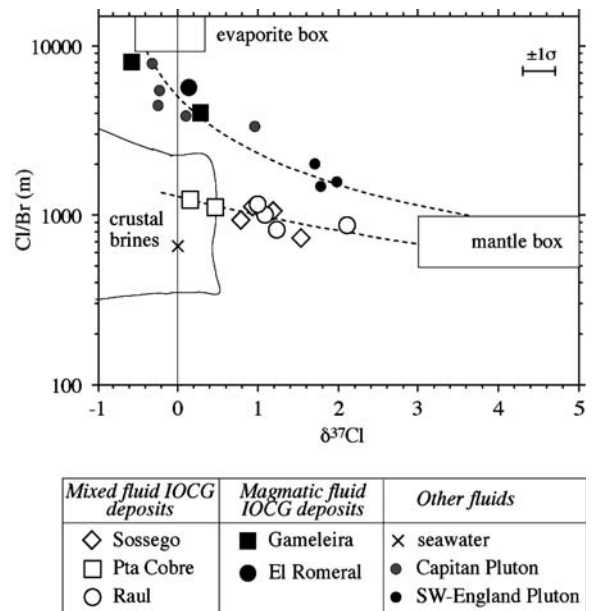 evaporite box
±1σ
10000
1000
100
Cl/Br (m)
crustal
brines
mantle box
-1 0 1 2 3 4 5
δ³⁷Cl
Mixed fluid IOCG
deposits
Sossego
Pta Cobre
Raul
Magmatic fluid
IOCG deposits
Gameleira
El Romeral
Other fluids
seawater
Capitan Pluton
SW-England Pluton